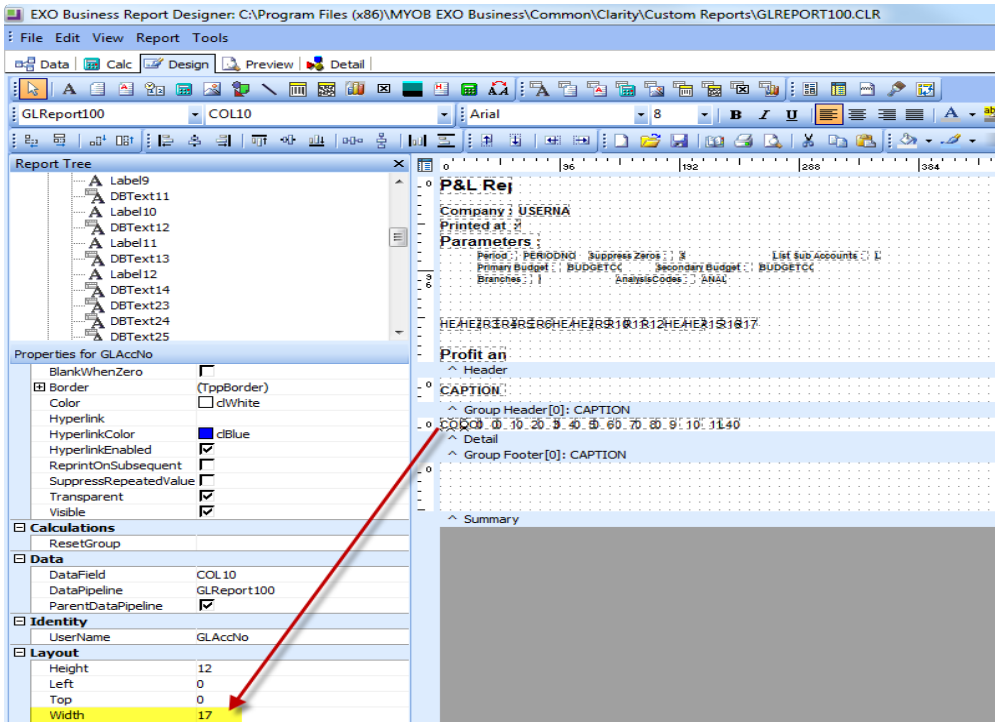 EXO Business Report Designer: C:\Program Files (x86)\MYOB EXO Business\Common\Clarity\Custom Reports\GLREPORT100.CLR
File Edit View Report Tools
Data Calc Design Preview Detail
GLReport100 COL10 Arial 8 B I U
Report Tree
Label9
DBText11
Label10
DBText12
Label11
DBText13
Label12
DBText14
DBText23
DBText24
DBText25
Properties for GLAccNo
BlankWhenZero
Border (TppBorder)
Color clWhite
Hyperlink
HyperlinkColor clBlue
HyperlinkEnabled
ReprintOnSubsequent
SuppressRepeatedValue
Transparent
Visible
Calculations
ResetGroup
Data
DataField COL10
DataPipeline GLReport100
ParentDataPipeline
Identity
UserName GLAccNo
Layout
Height 12
Left 0
Top 0
Width 17
0 96 192 288 384
P&L Rep
Company : USERNA
Printed at :
Parameters :
Period : PERIODNO Suppress Zeros : S List Sub Accounts : L
Primary Budget : BUDGETCC Secondary Budget : BUDGETCC
Branches : AnalysisCodes : ANAL
Profit an
^ Header
CAPTION
^ Group Header[0]: CAPTION
^ Detail
^ Group Footer[0]: CAPTION
^ Summary